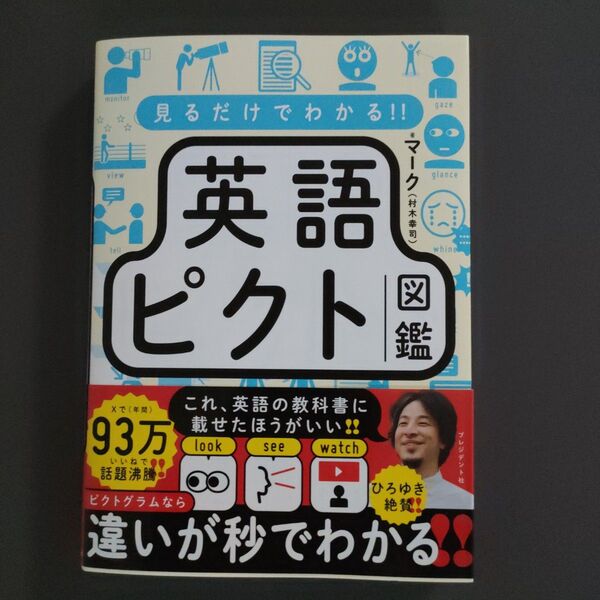 monitor
gaze
見るだけでわかる!!
view
glance
tell
whine
著 マーク(村木幸司)
英語
ピクト
図鑑
これ、英語の教科書に
載せたほうがいい!!
Xで(年間)
93万
いいねで
話題沸騰!!
look
see
watch
プレジデント社
ひろゆき
絶賛!!
ピクトグラムなら
違いが秒でわかる!!